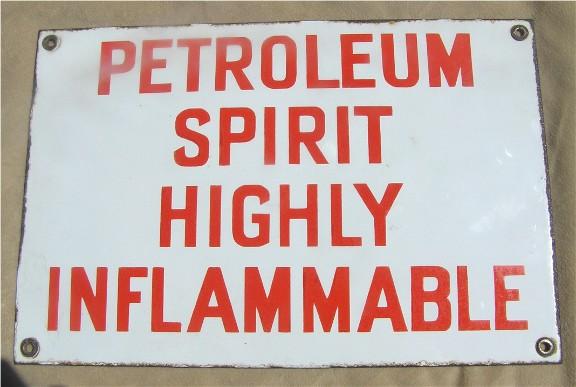 PETROLEUM
SPIRIT
HIGHLY
INFLAMMABLE